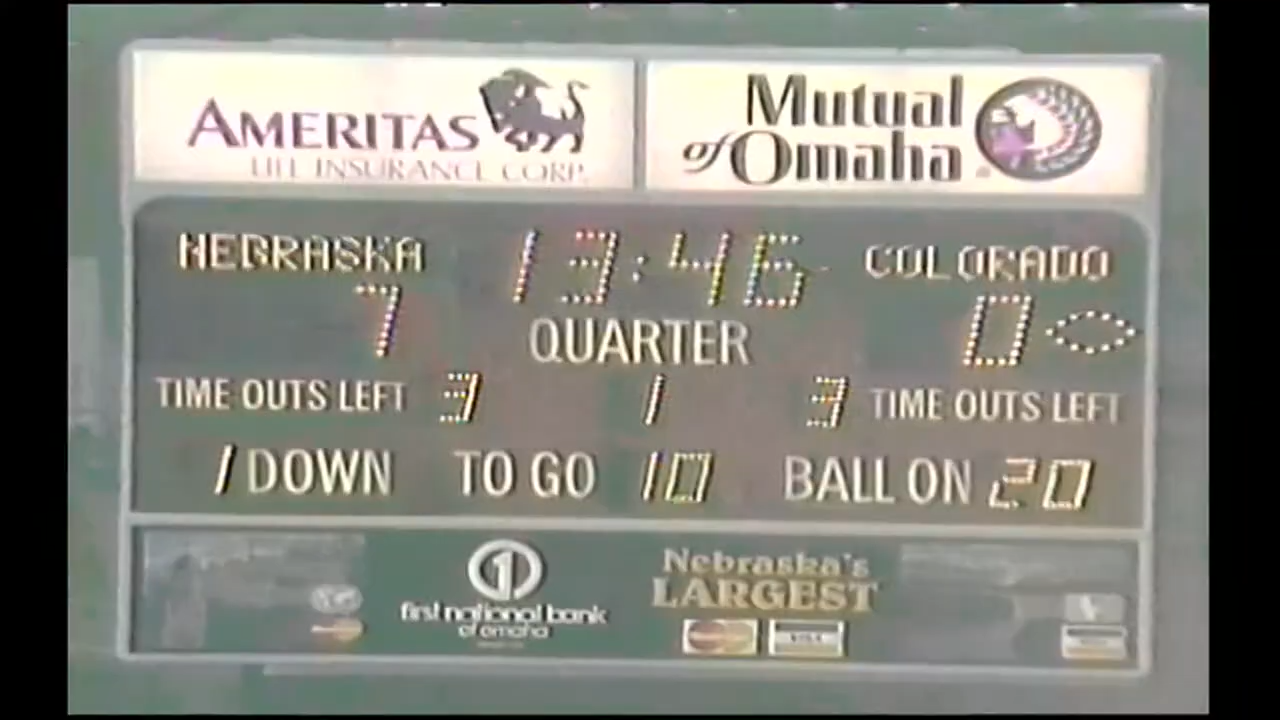 AMERITAS
LIFE INSURANCE CORP.
Mutual
of Omaha
NEBRASKA 13:46 COLORADO
7 0
QUARTER
TIME OUTS LEFT 3 1 3 TIME OUTS LEFT
1 DOWN TO GO 10 BALL ON 20
1
first national bank
of omaha
Nebraska's
LARGEST
VISA